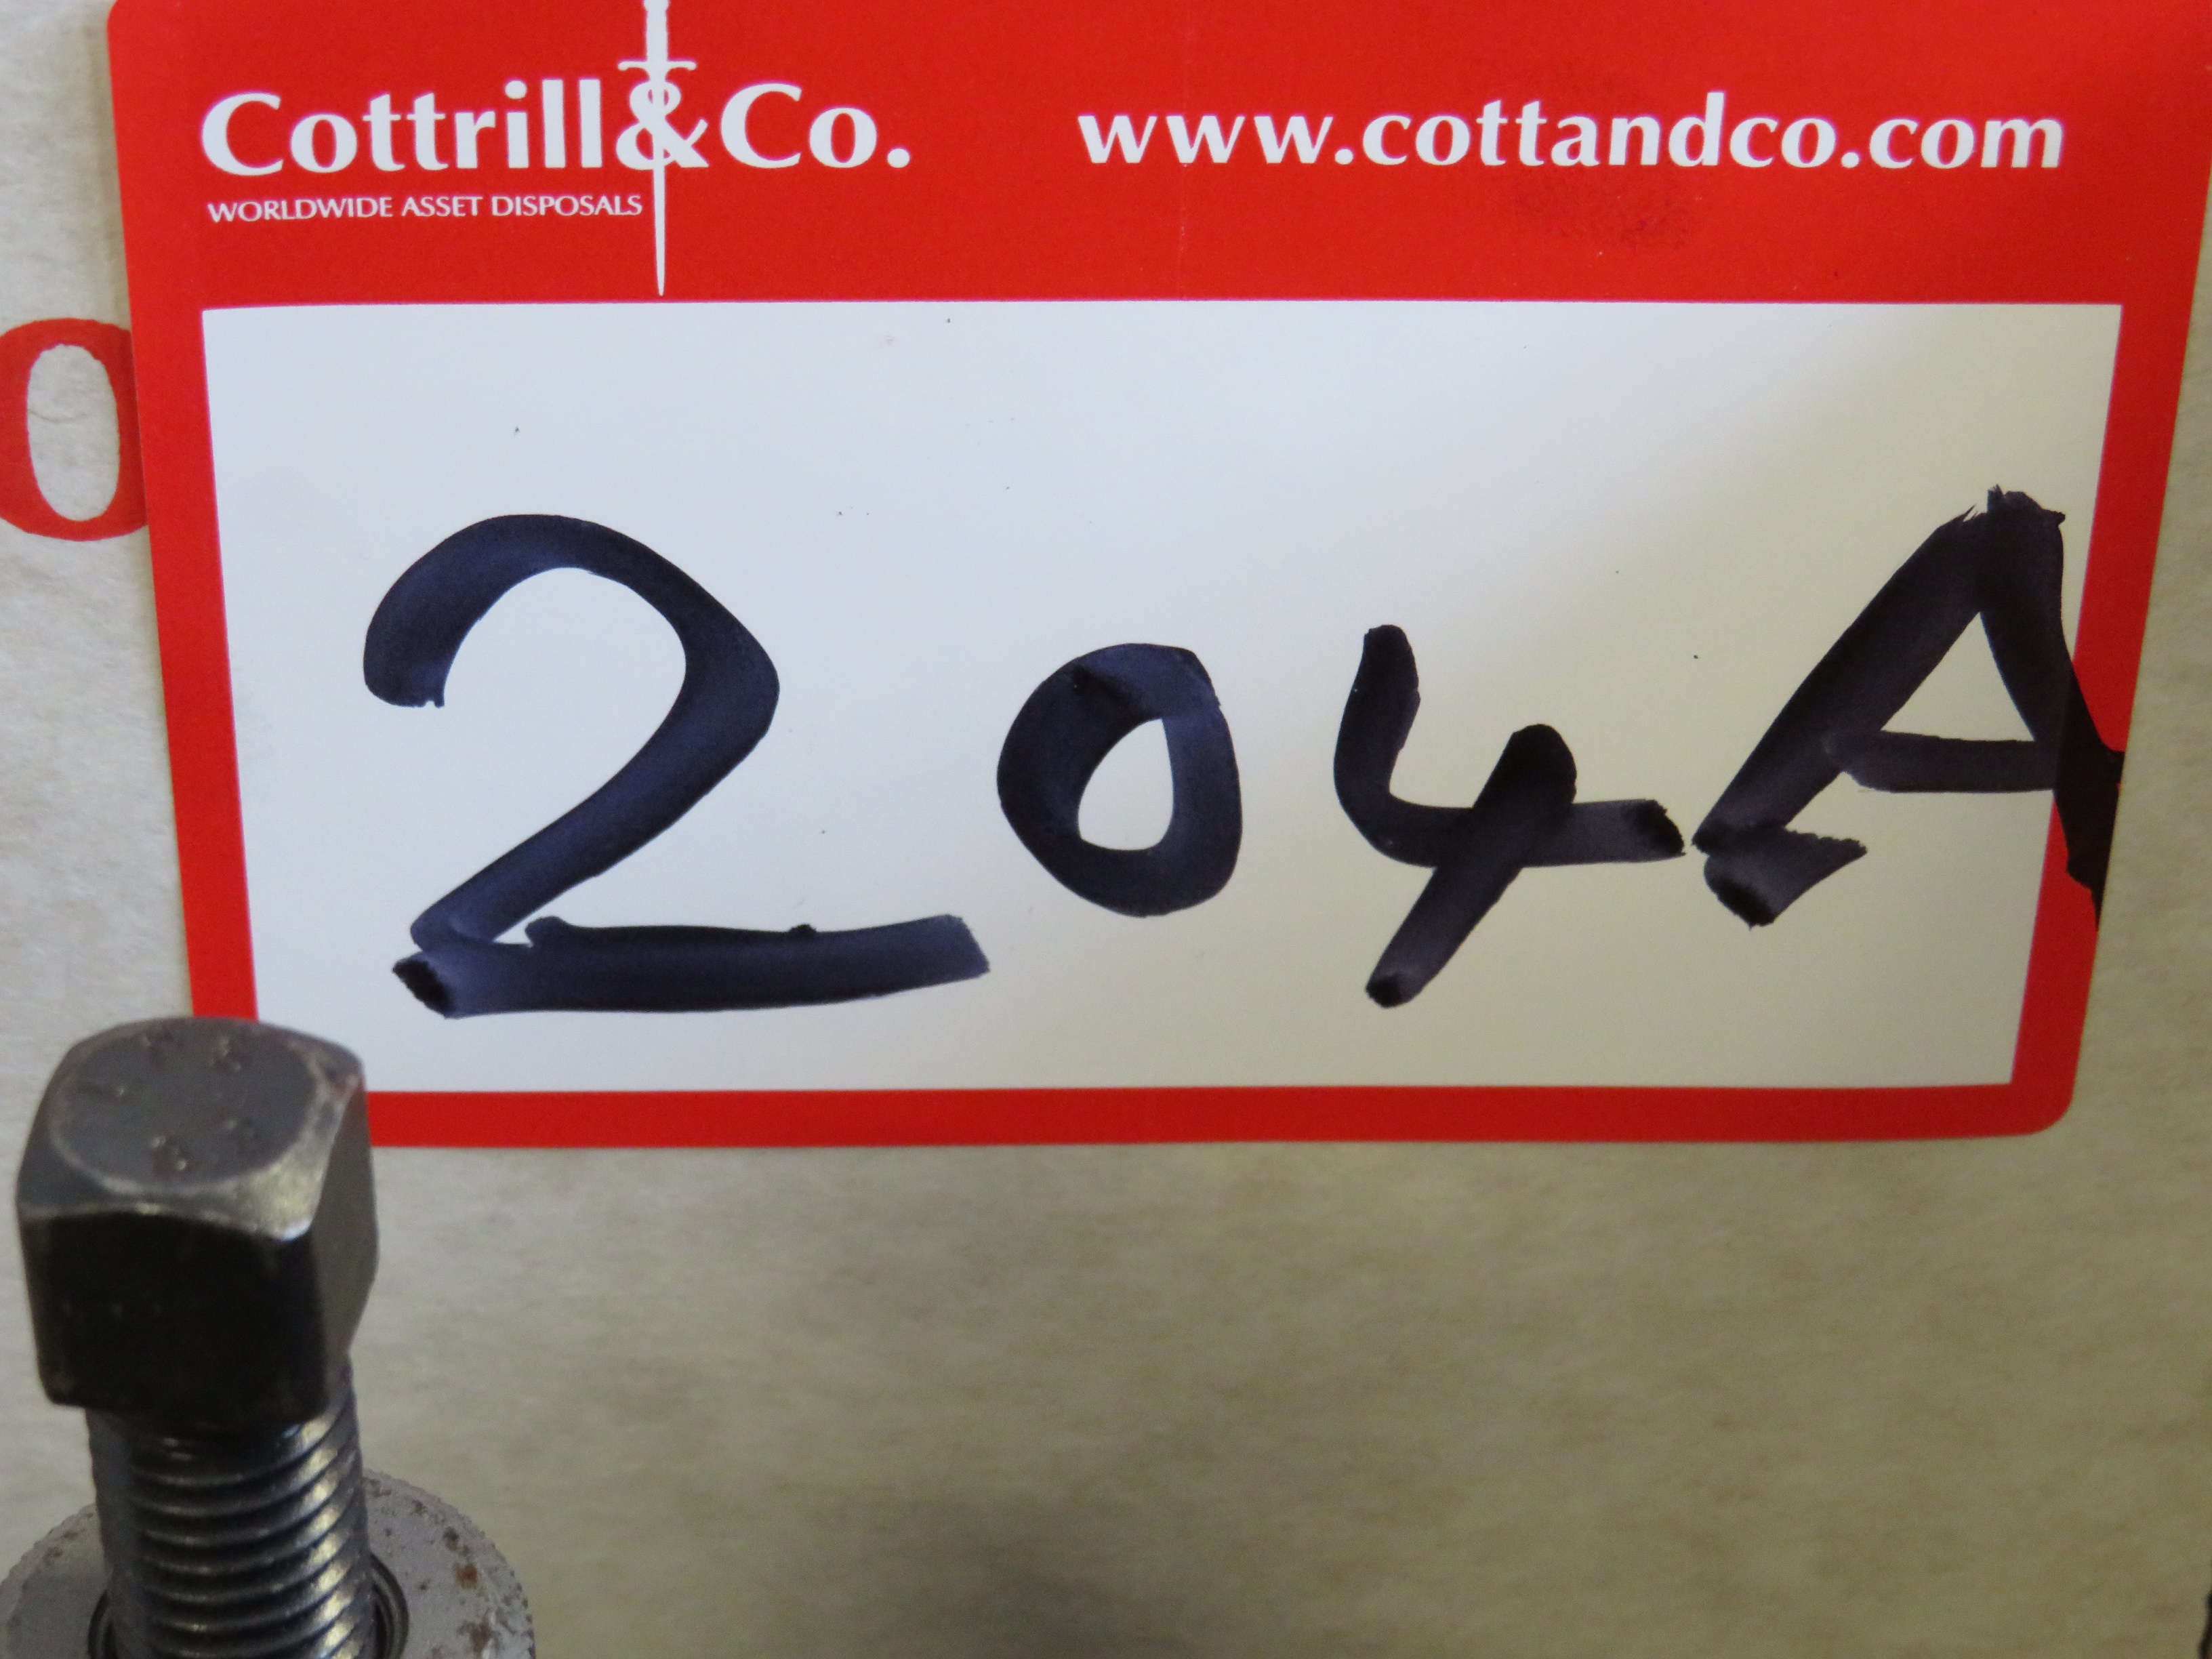 Cottrill&Co.
www.cottandco.com
WORLDWIDE ASSET DISPOSALS
O
204A